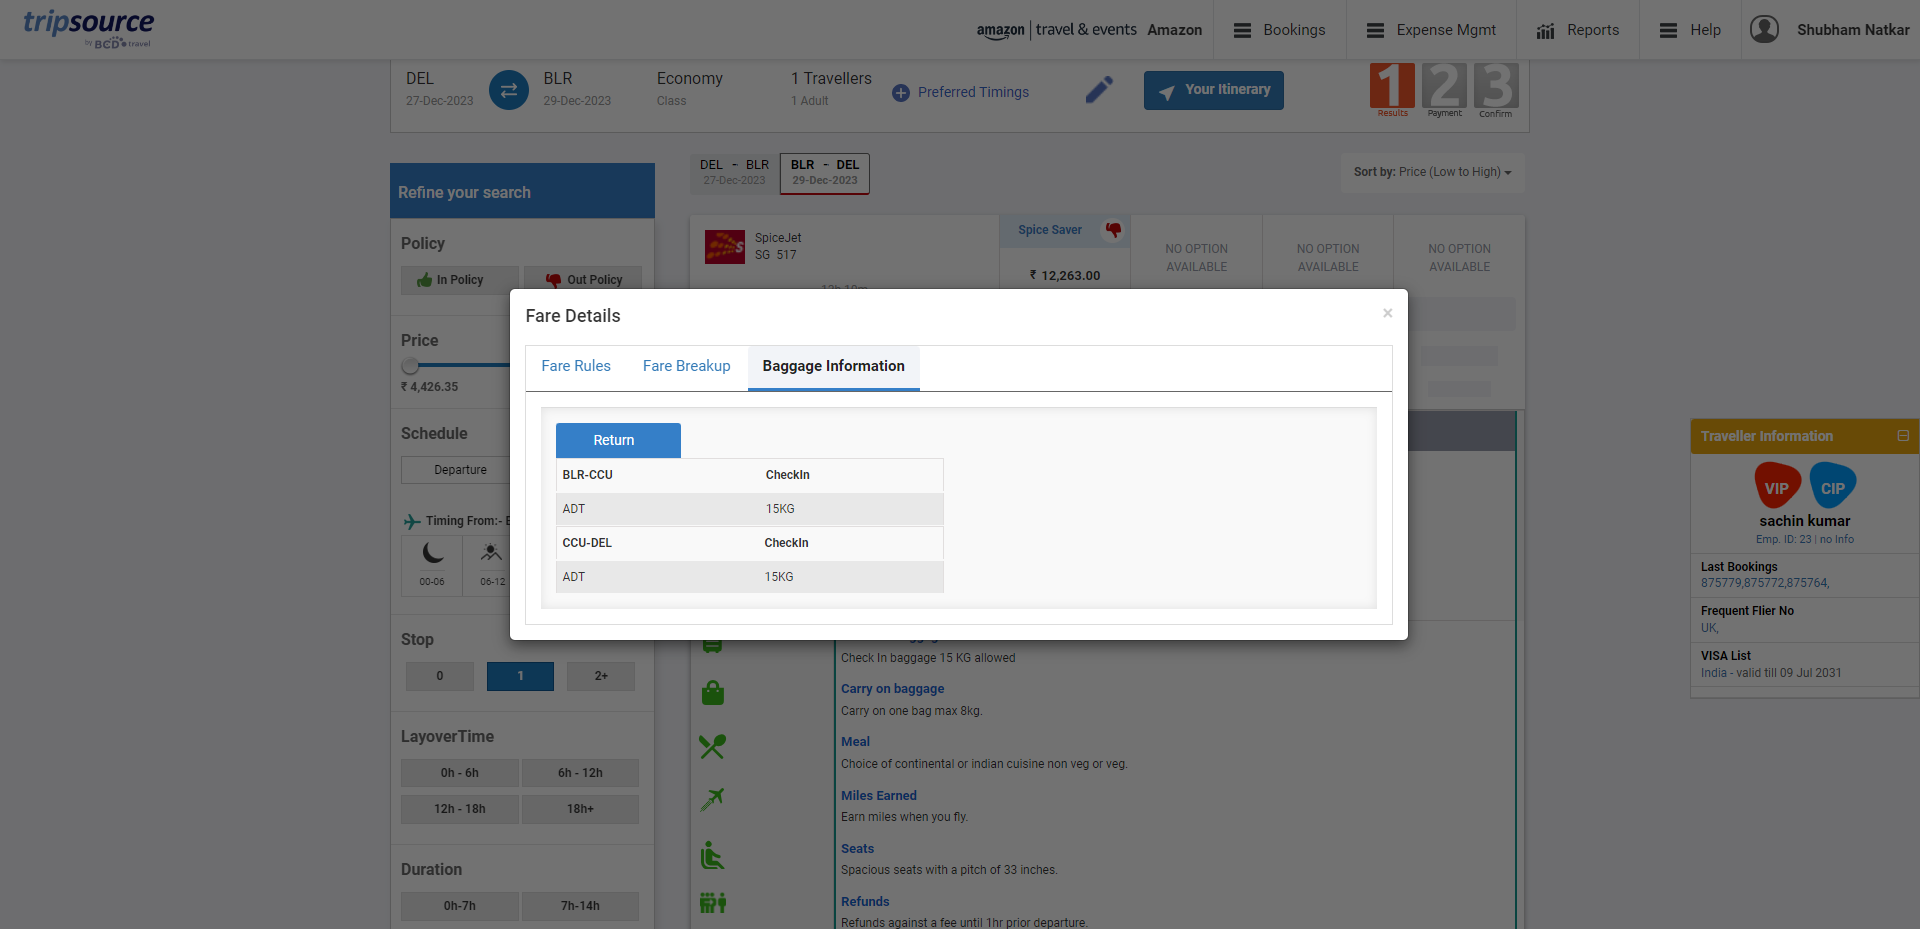 tripsource
by BCD travel
amazon | travel & events Amazon
Bookings
Expense Mgmt
Reports
Help
Shubham Natkar
DEL
27-Dec-2023
BLR
29-Dec-2023
Economy
Class
1 Travellers
1 Adult
Preferred Timings
Your Itinerary
1
Results
2
Payment
3
Confirm
Refine your search
DEL - BLR
27-Dec-2023
BLR - DEL
29-Dec-2023
Sort by: Price (Low to High)
Policy
In Policy
Out Policy
SpiceJet
SG 517
Spice Saver
₹ 12,263.00
NO OPTION
AVAILABLE
NO OPTION
AVAILABLE
NO OPTION
AVAILABLE
Price
₹ 4,426.35
Schedule
Departure
Timing From:-
00-06
06-12
Fare Details
×
Fare Rules
Fare Breakup
Baggage Information
Return
BLR-CCU CheckIn
ADT 15KG
CCU-DEL CheckIn
ADT 15KG
Stop
0
1
2+
LayoverTime
0h - 6h
6h - 12h
12h - 18h
18h+
Duration
0h-7h
7h-14h
Check In baggage 15 KG allowed
Carry on baggage
Carry on one bag max 8kg.
Meal
Choice of continental or indian cuisine non veg or veg.
Miles Earned
Earn miles when you fly.
Seats
Spacious seats with a pitch of 33 inches.
Refunds
Refunds against a fee until 1hr prior departure.
Traveller Information
VIP
CIP
sachin kumar
Emp. ID: 23 | no Info
Last Bookings
875779,875772,875764,
Frequent Flier No
UK,
VISA List
India - valid till 09 Jul 2031